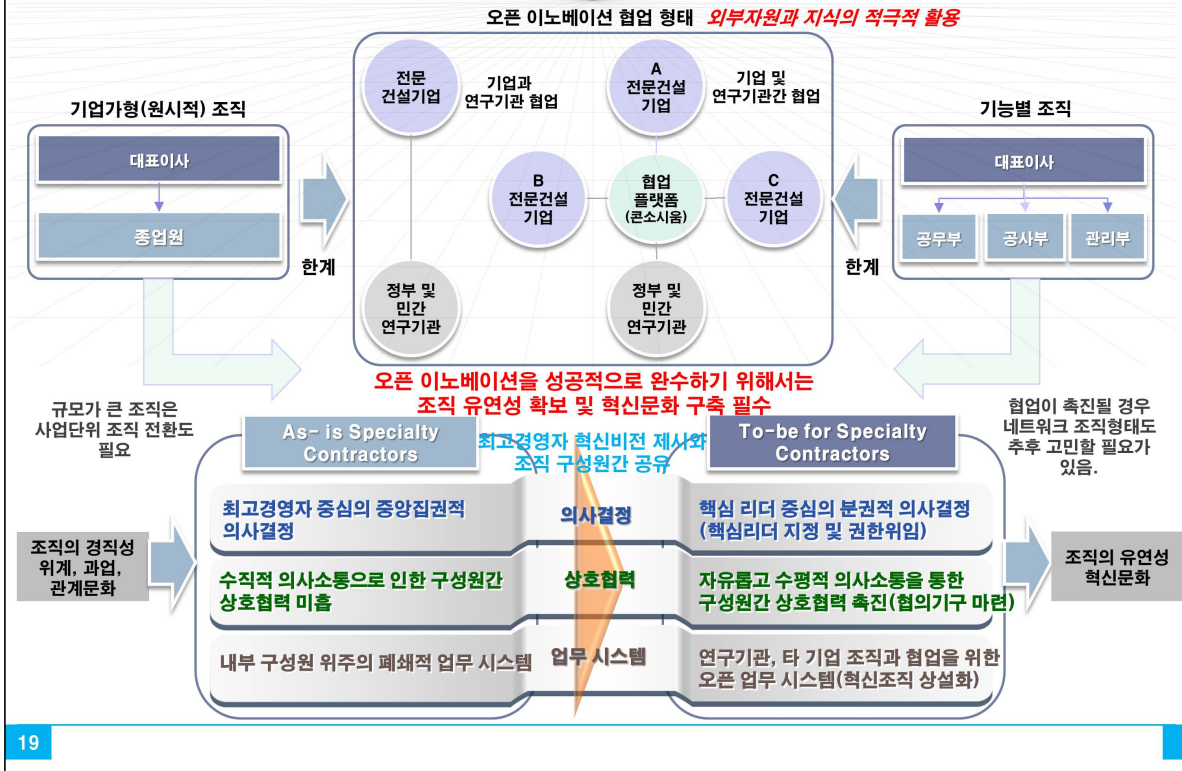 오픈 이노베이션 협업 형태 외부자원과 지식의 적극적 활용
기업가형(원시적) 조직
대표이사
종업원
한계
전문
건설기업
기업과
연구기관 협업
정부 및
민간
연구기관
A
전문건설
기업
기업 및
연구기관간 협업
B
전문건설
기업
협업
플랫폼
(콘소시움)
C
전문건설
기업
정부 및
민간
연구기관
기능별 조직
대표이사
공무부
공사부
관리부
한계
오픈 이노베이션을 성공적으로 완수하기 위해서는
조직 유연성 확보 및 혁신문화 구축 필수
규모가 큰 조직은
사업단위 조직 전환도
필요
협업이 촉진될 경우
네트워크 조직형태도
추후 고민할 필요가
있음.
As- is Specialty
Contractors
최고경영자 혁신비전 제시와
조직 구성원간 공유
To-be for Specialty
Contractors
조직의 경직성
위계, 과업,
관계문화
최고경영자 중심의 중앙집권적
의사결정
의사결정
핵심 리더 중심의 분권적 의사결정
(핵심리더 지정 및 권한위임)
수직적 의사소통으로 인한 구성원간
상호협력 미흡
상호협력
자유롭고 수평적 의사소통을 통한
구성원간 상호협력 촉진(협의기구 마련)
내부 구성원 위주의 폐쇄적 업무 시스템
업무 시스템
연구기관, 타 기업 조직과 협업을 위한
오픈 업무 시스템(혁신조직 상설화)
조직의 유연성
혁신문화
19